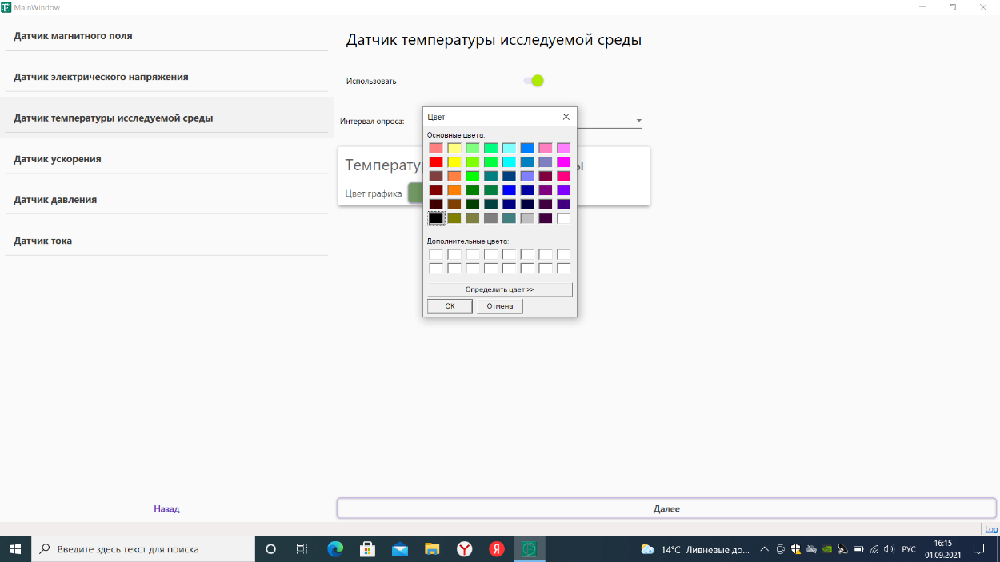 MainWindow
Датчик магнитного поля
Датчик электрического напряжения
Датчик температуры исследуемой среды
Датчик ускорения
Датчик давления
Датчик тока
Датчик температуры исследуемой среды
Использовать
Интервал опроса:
Температур
ы
Цвет графика
Цвет
Основные цвета:
Дополнительные цвета:
Определить цвет >>
ОК
Отмена
Назад
Далее
Log
Введите здесь текст для поиска
14°C Ливневые до...
РУС
16:15
01.09.2021